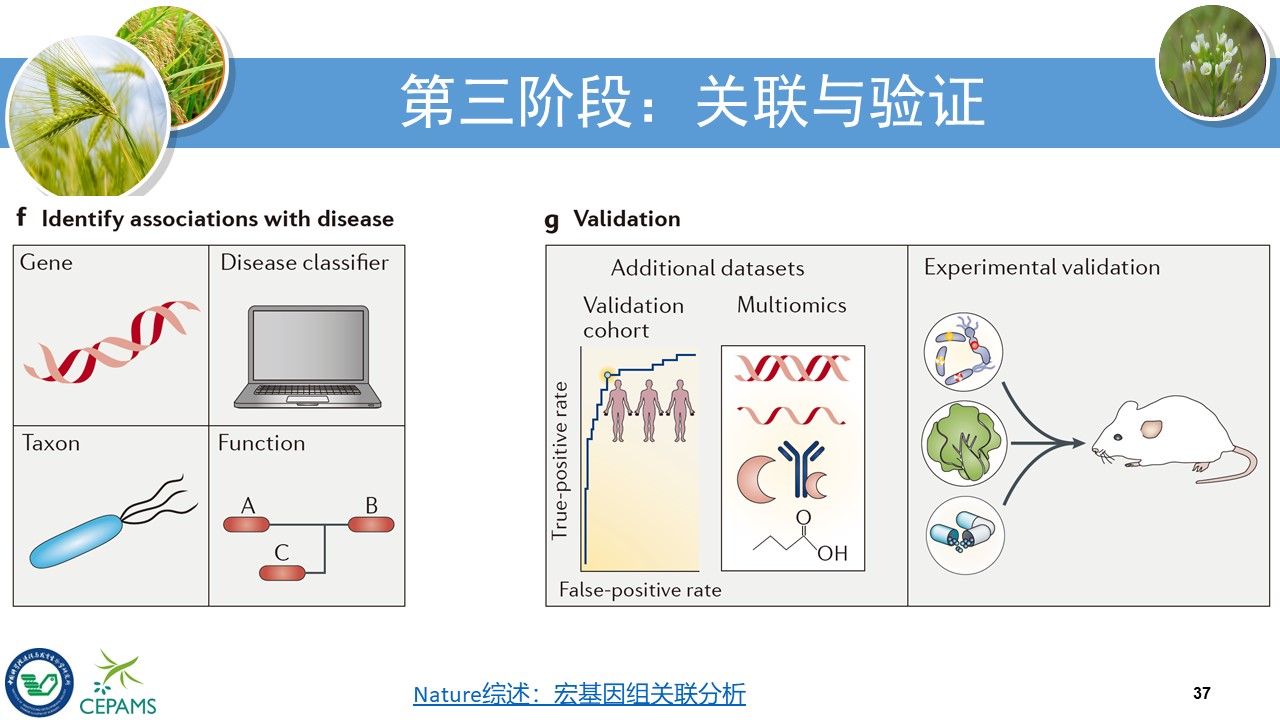 第三阶段：关联与验证
f Identify associations with disease
Gene
Disease classifier
Taxon
Function
A
B
C
g Validation
Additional datasets
Validation
cohort
Multiomics
True-positive rate
False-positive rate
O
OH
Experimental validation
CEPAMS
Nature综述：宏基因组关联分析
37